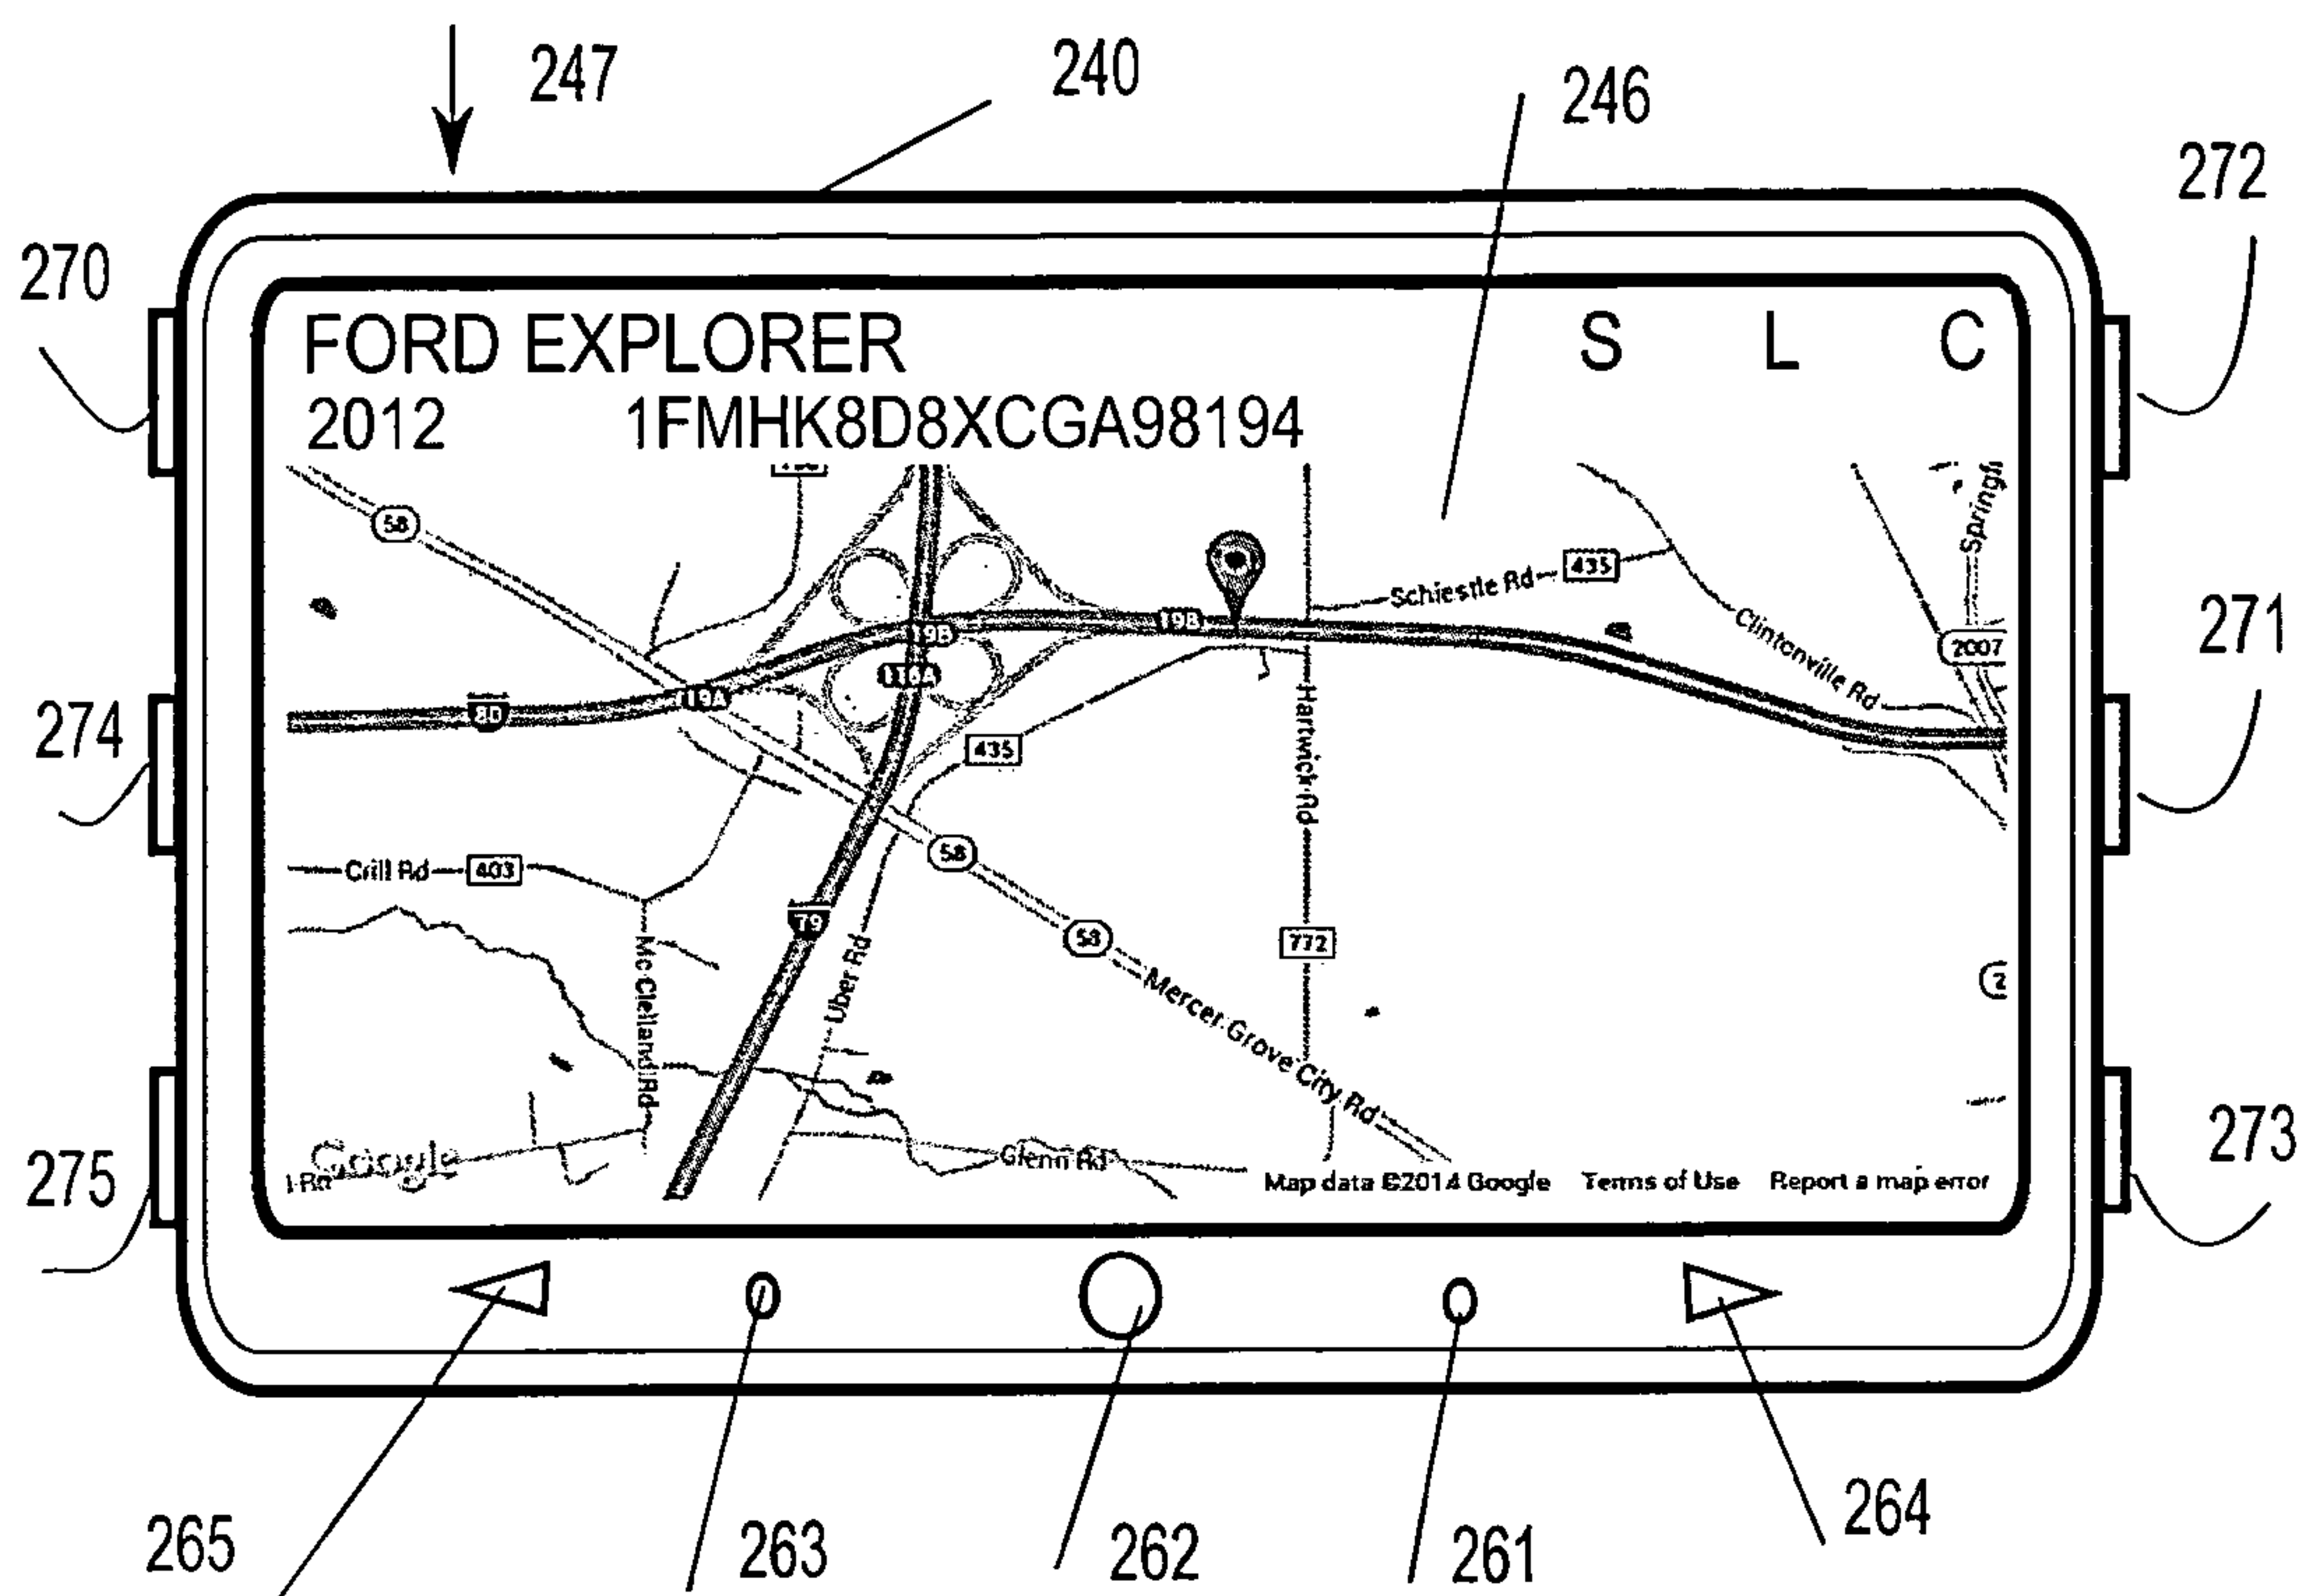 247
240
246
272
270
FORD EXPLORER
S L C
2012 1FMHK8D8XCGA98194
58
Springf
Schiestle Rd 435
19B
19B
Clintonville Rd
2007
271
116A
19A
80
274
Hartwick Rd
435
58
Crill Rd 403
79
58
772
Mc Clelland Rd
Uber Rd
Mercer Grove City Rd
2
273
275
Google
Glenn Rd
Map data ©2014 Google Terms of Use Report a map error
265
263
262
261
264